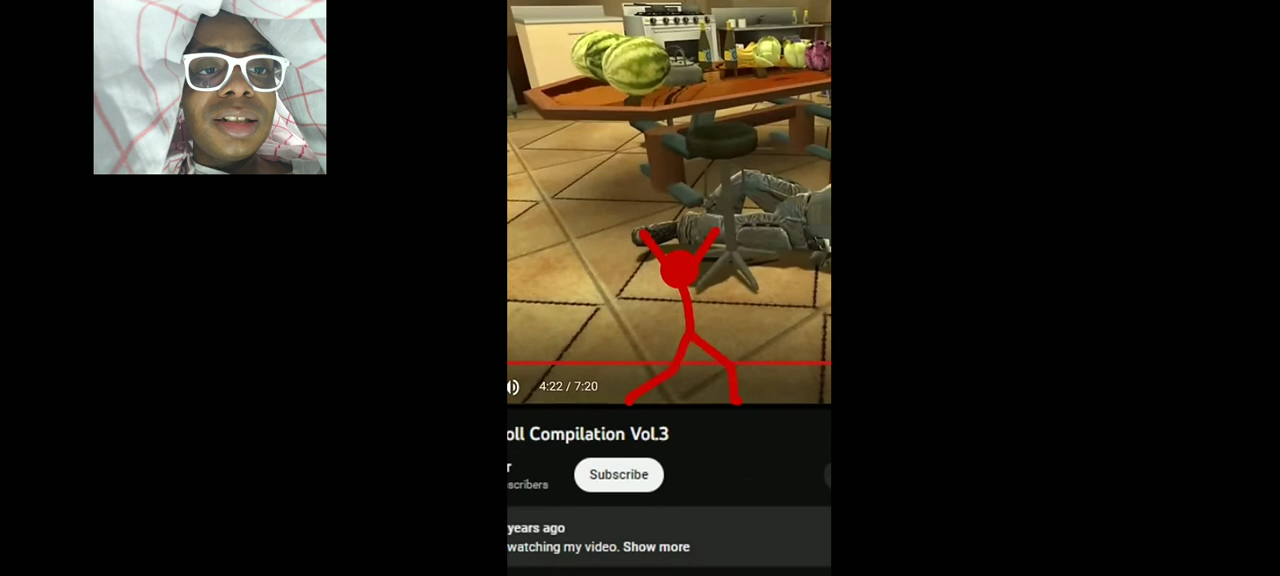 4:22 / 7:20
oll Compilation Vol.3
r
scribers
Subscribe
years ago
watching my video. Show more